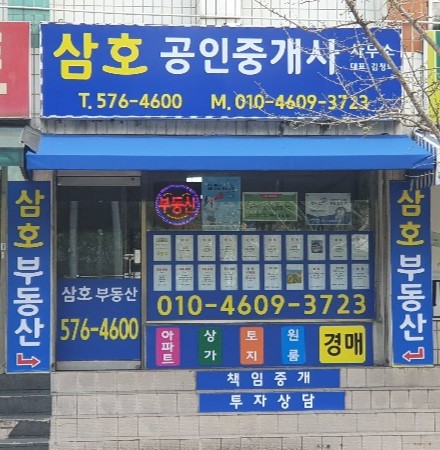 삼호 공인중개사 사무소
대표
T. 576-4600 M. 010-4609-3723
부동산
삼호 부동산
삼호 부동산
576-4600
010-4609-3723
아파트 상가 토지 원룸 경매
삼호 부동산
책임중개
투자상담